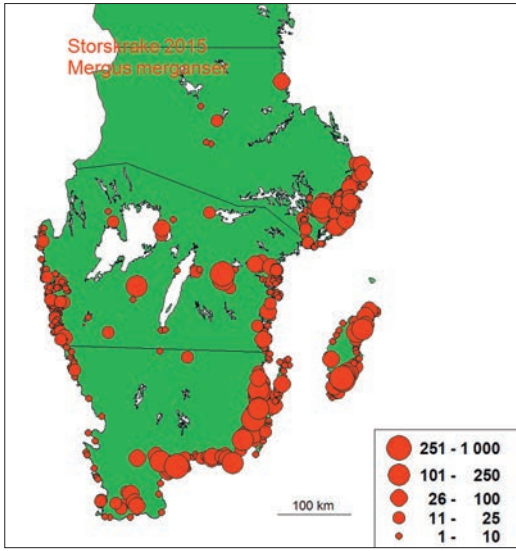 Storskrake 2015
Mergus merganser
251 - 1 000
101 - 250
26 - 100
11 - 25
1 - 10
100 km